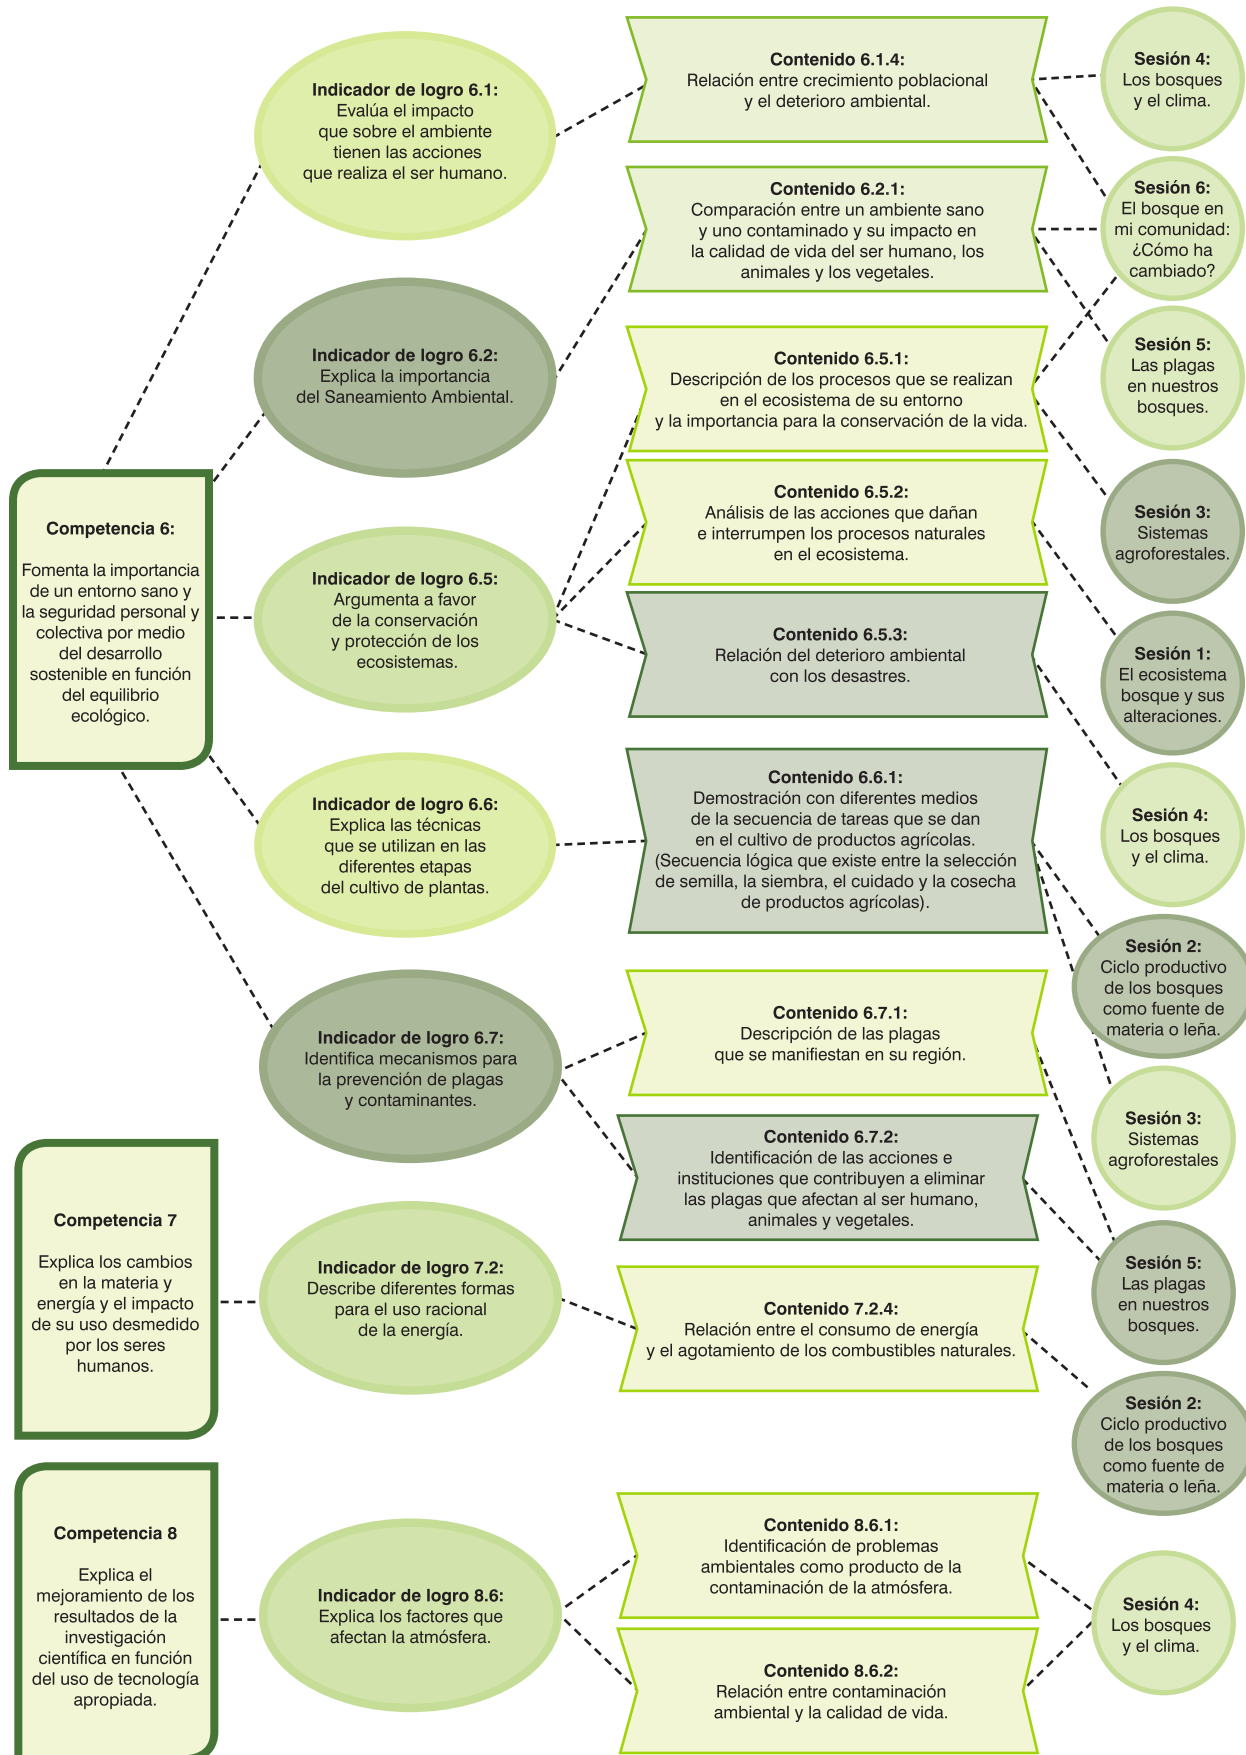 Competencia 6:
Fomenta la importancia
de un entorno sano y
la seguridad personal y
colectiva por medio
del desarrollo
sostenible en función
del equilibrio
ecológico.
Indicador de logro 6.1:
Evalúa el impacto
que sobre el ambiente
tienen las acciones
que realiza el ser humano.
Contenido 6.1.4:
Relación entre crecimiento poblacional
y el deterioro ambiental.
Sesión 4:
Los bosques
y el clima.
Indicador de logro 6.2:
Explica la importancia
del Saneamiento Ambiental.
Contenido 6.2.1:
Comparación entre un ambiente sano
y uno contaminado y su impacto en
la calidad de vida del ser humano, los
animales y los vegetales.
Sesión 6:
El bosque en
mi comunidad:
¿Cómo ha
cambiado?
Sesión 5:
Las plagas
en nuestros
bosques.
Indicador de logro 6.5:
Argumenta a favor
de la conservación
y protección de los
ecosistemas.
Contenido 6.5.1:
Descripción de los procesos que se realizan
en el ecosistema de su entorno
y la importancia para la conservación de la vida.
Sesión 3:
Sistemas
agroforestales.
Contenido 6.5.2:
Análisis de las acciones que dañan
e interrumpen los procesos naturales
en el ecosistema.
Sesión 1:
El ecosistema
bosque y sus
alteraciones.
Contenido 6.5.3:
Relación del deterioro ambiental
con los desastres.
Sesión 4:
Los bosques
y el clima.
Indicador de logro 6.6:
Explica las técnicas
que se utilizan en las
diferentes etapas
del cultivo de plantas.
Contenido 6.6.1:
Demostración con diferentes medios
de la secuencia de tareas que se dan
en el cultivo de productos agrícolas.
(Secuencia lógica que existe entre la selección
de semilla, la siembra, el cuidado y la cosecha
de productos agrícolas).
Sesión 2:
Ciclo productivo
de los bosques
como fuente de
materia o leña.
Sesión 3:
Sistemas
agroforestales
Indicador de logro 6.7:
Identifica mecanismos para
la prevención de plagas
y contaminantes.
Contenido 6.7.1:
Descripción de las plagas
que se manifiestan en su región.
Contenido 6.7.2:
Identificación de las acciones e
instituciones que contribuyen a eliminar
las plagas que afectan al ser humano,
animales y vegetales.
Sesión 5:
Las plagas
en nuestros
bosques.
Competencia 7
Explica los cambios
en la materia y
energía y el impacto
de su uso desmedido
por los seres
humanos.
Indicador de logro 7.2:
Describe diferentes formas
para el uso racional
de la energía.
Contenido 7.2.4:
Relación entre el consumo de energía
y el agotamiento de los combustibles naturales.
Sesión 2:
Ciclo productivo
de los bosques
como fuente de
materia o leña.
Competencia 8
Explica el
mejoramiento de los
resultados de la
investigación
científica en función
del uso de tecnología
apropiada.
Indicador de logro 8.6:
Explica los factores que
afectan la atmósfera.
Contenido 8.6.1:
Identificación de problemas
ambientales como producto de la
contaminación de la atmósfera.
Contenido 8.6.2:
Relación entre contaminación
ambiental y la calidad de vida.
Sesión 4:
Los bosques
y el clima.